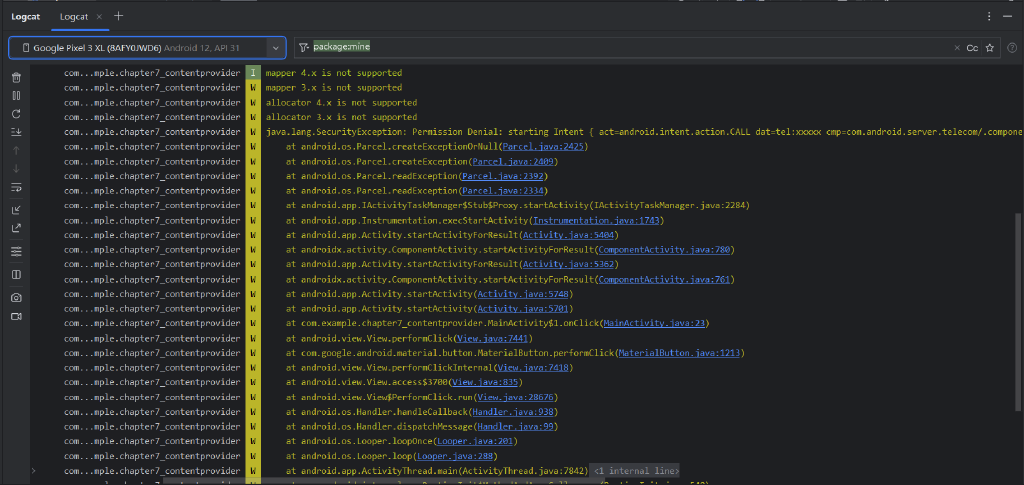 Logcat Logcat × +
Google Pixel 3 XL (8AFY0JWD6) Android 12, API 31 package:mine × Cc
com...mple.chapter7_contentprovider I mapper 4.x is not supported
com...mple.chapter7_contentprovider W mapper 3.x is not supported
com...mple.chapter7_contentprovider W allocator 4.x is not supported
com...mple.chapter7_contentprovider W allocator 3.x is not supported
com...mple.chapter7_contentprovider W java.lang.SecurityException: Permission Denial: starting Intent { act=android.intent.action.CALL dat=tel:xxxxx cmp=com.android.server.telecom/.compone
com...mple.chapter7_contentprovider W at android.os.Parcel.createExceptionOrNull(Parcel.java:2425)
com...mple.chapter7_contentprovider W at android.os.Parcel.createException(Parcel.java:2409)
com...mple.chapter7_contentprovider W at android.os.Parcel.readException(Parcel.java:2392)
com...mple.chapter7_contentprovider W at android.os.Parcel.readException(Parcel.java:2334)
com...mple.chapter7_contentprovider W at android.app.IActivityTaskManager$Stub$Proxy.startActivity(IActivityTaskManager.java:2284)
com...mple.chapter7_contentprovider W at android.app.Instrumentation.execStartActivity(Instrumentation.java:1743)
com...mple.chapter7_contentprovider W at android.app.Activity.startActivityForResult(Activity.java:5404)
com...mple.chapter7_contentprovider W at androidx.activity.ComponentActivity.startActivityForResult(ComponentActivity.java:780)
com...mple.chapter7_contentprovider W at android.app.Activity.startActivityForResult(Activity.java:5362)
com...mple.chapter7_contentprovider W at androidx.activity.ComponentActivity.startActivityForResult(ComponentActivity.java:761)
com...mple.chapter7_contentprovider W at android.app.Activity.startActivity(Activity.java:5748)
com...mple.chapter7_contentprovider W at android.app.Activity.startActivity(Activity.java:5701)
com...mple.chapter7_contentprovider W at com.example.chapter7_contentprovider.MainActivity$1.onClick(MainActivity.java:23)
com...mple.chapter7_contentprovider W at android.view.View.performClick(View.java:7441)
com...mple.chapter7_contentprovider W at com.google.android.material.button.MaterialButton.performClick(MaterialButton.java:1213)
com...mple.chapter7_contentprovider W at android.view.View.performClickInternal(View.java:7418)
com...mple.chapter7_contentprovider W at android.view.View.access$3700(View.java:835)
com...mple.chapter7_contentprovider W at android.view.View$PerformClick.run(View.java:28676)
com...mple.chapter7_contentprovider W at android.os.Handler.handleCallback(Handler.java:938)
com...mple.chapter7_contentprovider W at android.os.Handler.dispatchMessage(Handler.java:99)
com...mple.chapter7_contentprovider W at android.os.Looper.loopOnce(Looper.java:201)
com...mple.chapter7_contentprovider W at android.os.Looper.loop(Looper.java:288)
com...mple.chapter7_contentprovider W at android.app.ActivityThread.main(ActivityThread.java:7842) <1 internal line>